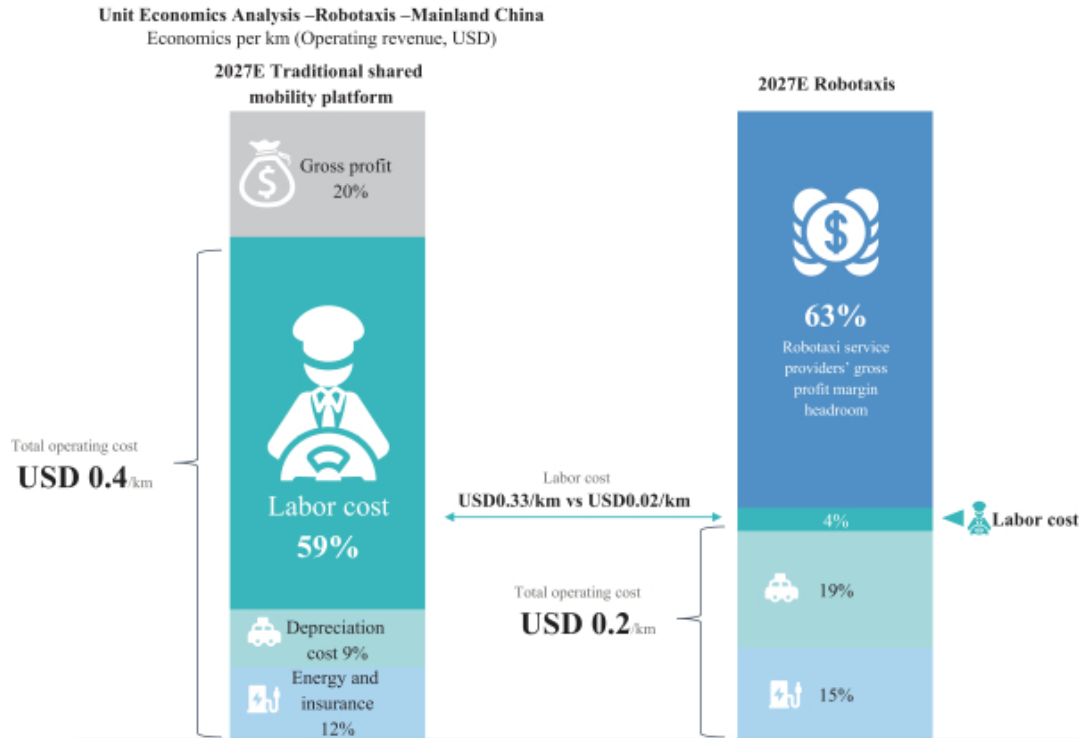 Unit Economics Analysis –Robotaxis –Mainland China
Economics per km (Operating revenue, USD)
2027E Traditional shared
mobility platform
Gross profit
20%
Total operating cost
USD 0.4/km
Labor cost
59%
Depreciation
cost 9%
Energy and
insurance
12%
Labor cost
USD0.33/km vs USD0.02/km
2027E Robotaxis
$
63%
Robotaxi service
providers' gross
profit margin
headroom
4%
Labor cost
Total operating cost
USD 0.2/km
19%
15%